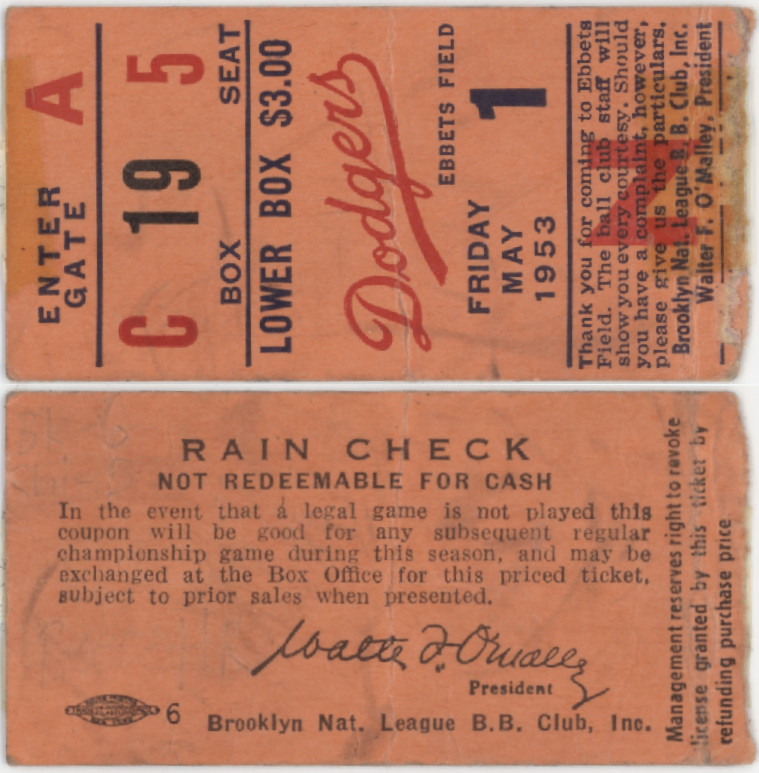 ENTER
GATE
A
C 19 5
BOX SEAT
LOWER BOX $3.00
Dodgers
EBBETS FIELD
FRIDAY 1
MAY
1953
Thank you for coming to Ebbets
Field. The ball club staff will
show you every courtesy. Should
you have a complaint, however,
please give us the particulars.
Brooklyn Nat. League B. B. Club, Inc.
Walter F. O'Malley, President
N
RAIN CHECK
NOT REDEEMABLE FOR CASH
In the event that a legal game is not played this
coupon will be good for any subsequent regular
championship game during this season, and may be
exchanged at the Box Office for this priced ticket,
subject to prior sales when presented.
Walter F. O'Malley
President
6
Brooklyn Nat. League B.B. Club, Inc.
Management reserves right to revoke
license granted by this ticket by
refunding purchase price